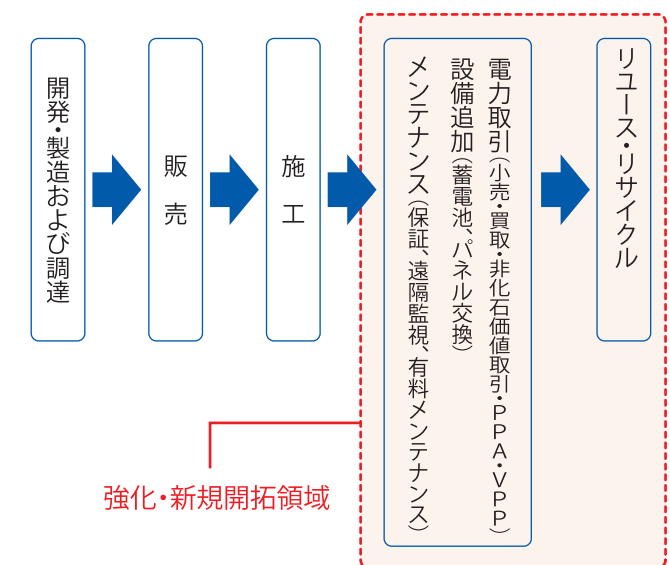 開発・製造および調達
販売
施工
電力取引(小売・買取・非化石価値取引・PPA・VPP)
設備追加(蓄電池、パネル交換)
メンテナンス(保証、遠隔監視、有料メンテナンス)
リユース・リサイクル
強化・新規開拓領域